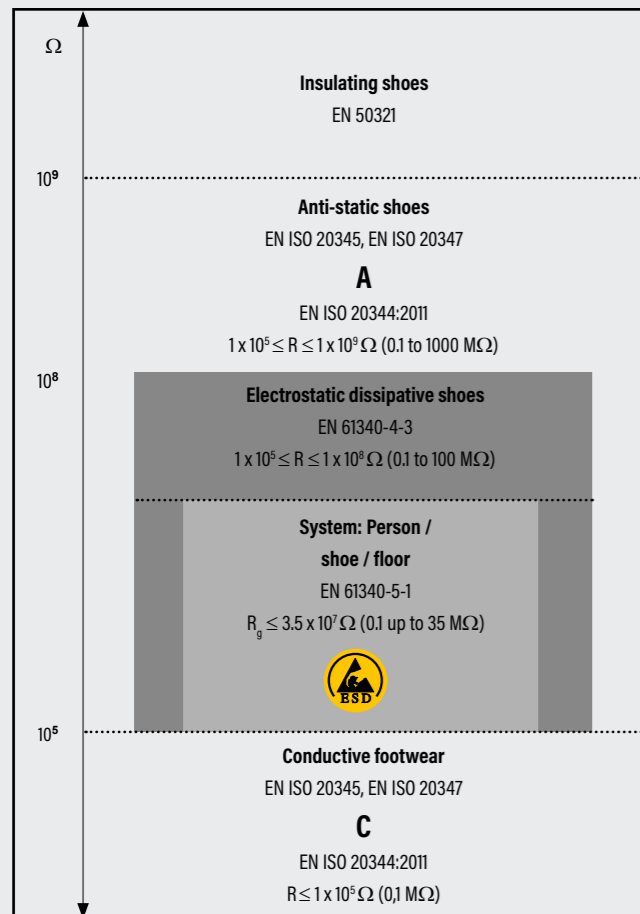 Ω
Insulating shoes
EN 50321
10⁹
Anti-static shoes
EN ISO 20345, EN ISO 20347
A
EN ISO 20344:2011
1 x 10⁵ ≤ R ≤ 1 x 10⁹ Ω (0.1 to 1000 MΩ)
10⁸
Electrostatic dissipative shoes
EN 61340-4-3
1 x 10⁵ ≤ R ≤ 1 x 10⁸ Ω (0.1 to 100 MΩ)
System: Person /
shoe / floor
EN 61340-5-1
R_g ≤ 3.5 x 10⁷ Ω (0.1 up to 35 MΩ)
ESD
10⁵
Conductive footwear
EN ISO 20345, EN ISO 20347
C
EN ISO 20344:2011
R ≤ 1 x 10⁵ Ω (0,1 MΩ)